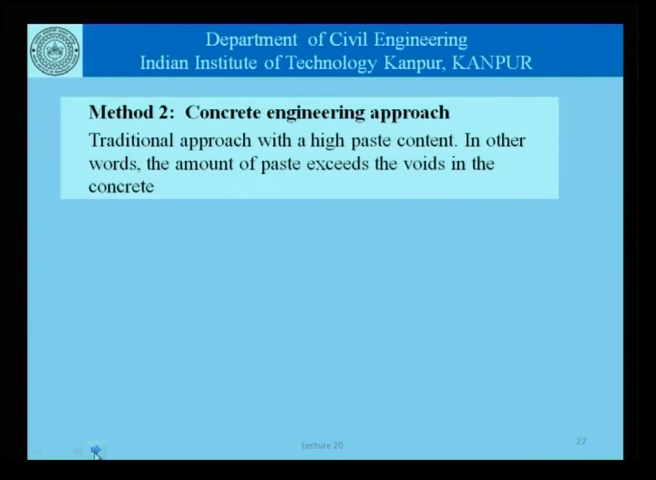 Department of Civil Engineering
Indian Institute of Technology Kanpur, KANPUR
Method 2: Concrete engineering approach
Traditional approach with a high paste content. In other
words, the amount of paste exceeds the voids in the
concrete
Lecture 20
27